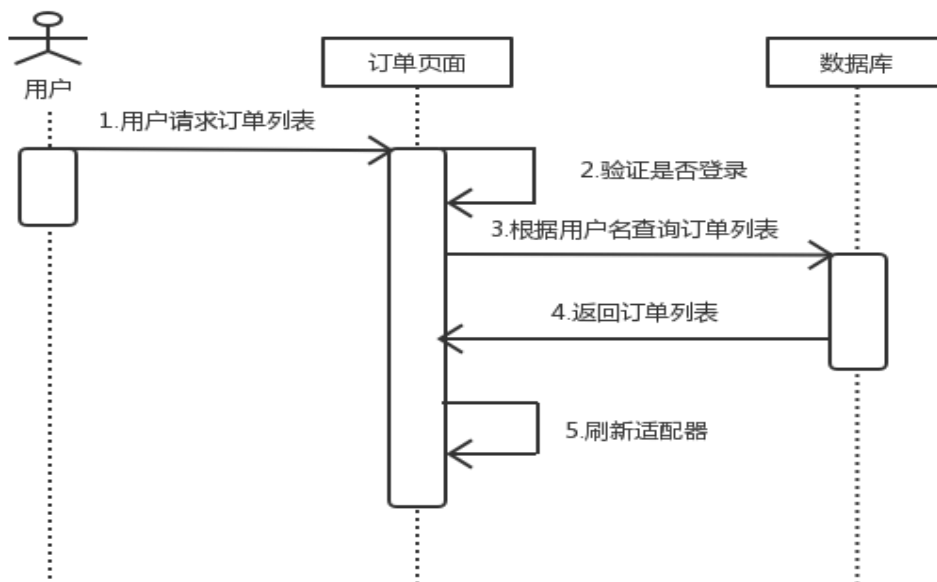 用户
订单页面
数据库
1.用户请求订单列表
2.验证是否登录
3.根据用户名查询订单列表
4.返回订单列表
5.刷新适配器